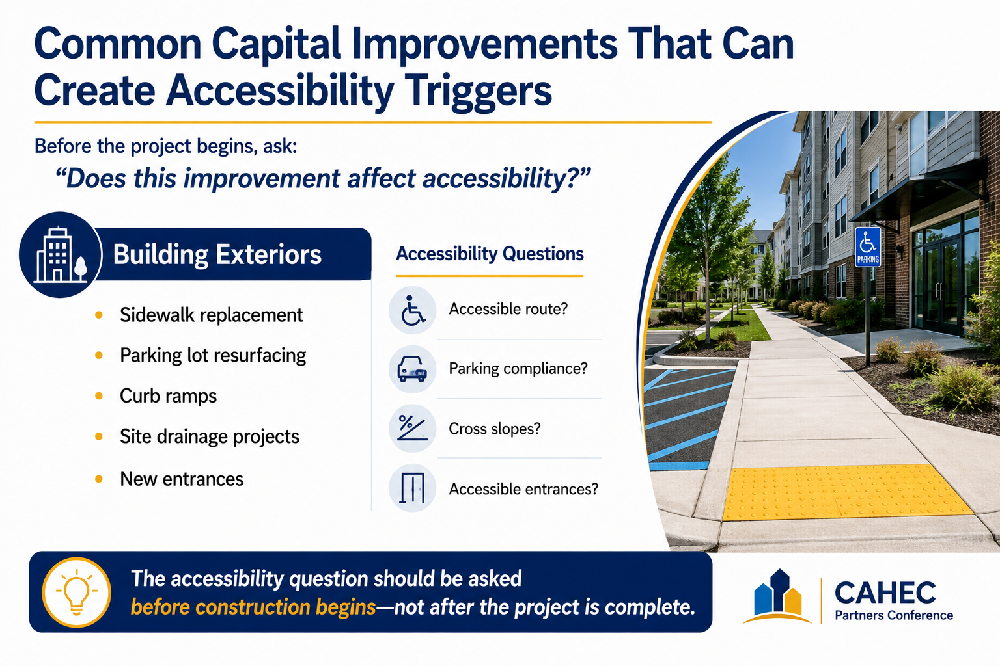 Common Capital Improvements That Can
Create Accessibility Triggers
Before the project begins, ask:
“Does this improvement affect accessibility?”
Building Exteriors
• Sidewalk replacement
• Parking lot resurfacing
• Curb ramps
• Site drainage projects
• New entrances
Accessibility Questions
Accessible route?
Parking compliance?
%
Cross slopes?
Accessible entrances?
PARKING
The accessibility question should be asked
before construction begins—not after the project is complete.
CAHEC
Partners Conference